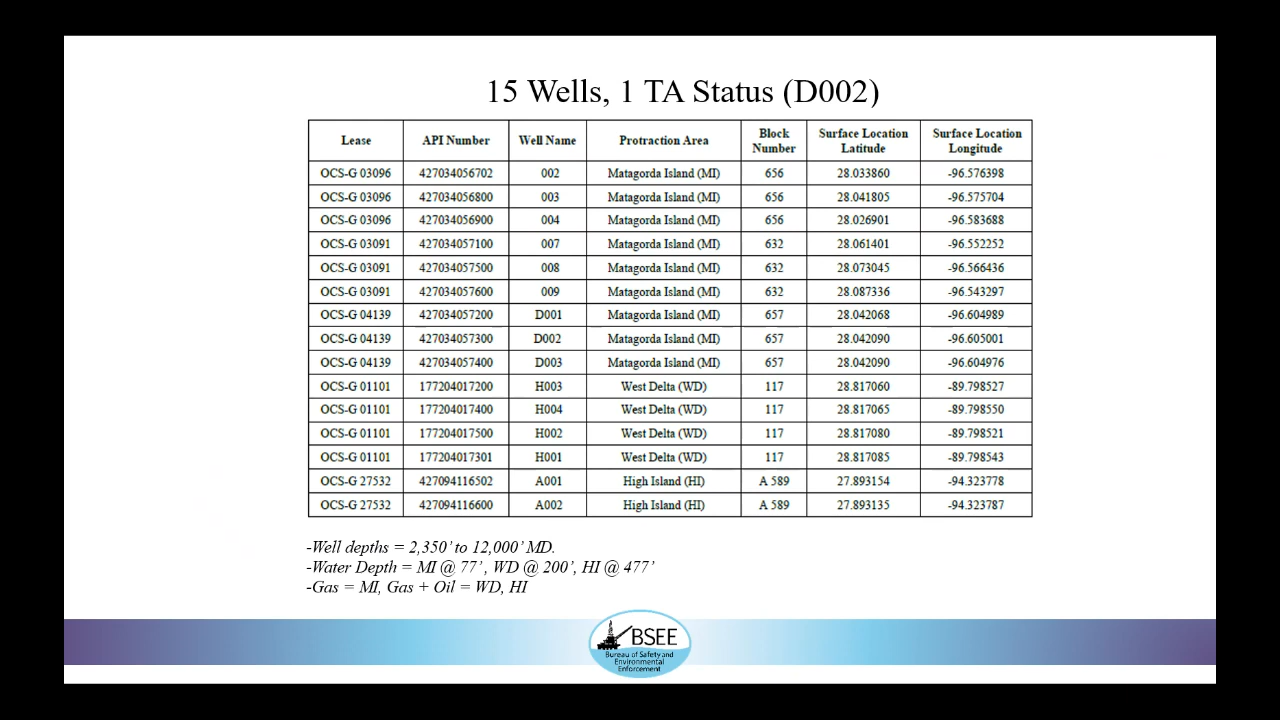 15 Wells, 1 TA Status (D002)
Lease API Number Well Name Protraction Area Block Number Surface Location Latitude Surface Location Longitude
OCS-G 03096 427034056702 002 Matagorda Island (MI) 656 28.033860 -96.576398
OCS-G 03096 427034056800 003 Matagorda Island (MI) 656 28.041805 -96.575704
OCS-G 03096 427034056900 004 Matagorda Island (MI) 656 28.026901 -96.583688
OCS-G 03091 427034057100 007 Matagorda Island (MI) 632 28.061401 -96.552252
OCS-G 03091 427034057500 008 Matagorda Island (MI) 632 28.073045 -96.566436
OCS-G 03091 427034057600 009 Matagorda Island (MI) 632 28.087336 -96.543297
OCS-G 04139 427034057200 D001 Matagorda Island (MI) 657 28.042068 -96.604989
OCS-G 04139 427034057300 D002 Matagorda Island (MI) 657 28.042090 -96.605001
OCS-G 04139 427034057400 D003 Matagorda Island (MI) 657 28.042090 -96.604976
OCS-G 01101 177204017200 H003 West Delta (WD) 117 28.817060 -89.798527
OCS-G 01101 177204017400 H004 West Delta (WD) 117 28.817065 -89.798550
OCS-G 01101 177204017500 H002 West Delta (WD) 117 28.817080 -89.798521
OCS-G 01101 177204017301 H001 West Delta (WD) 117 28.817085 -89.798543
OCS-G 27532 427094116502 A001 High Island (HI) A 589 27.893154 -94.323778
OCS-G 27532 427094116600 A002 High Island (HI) A 589 27.893135 -94.323787
-Well depths = 2,350’ to 12,000’ MD.
-Water Depth = MI @ 77’, WD @ 200’, HI @ 477’
-Gas = MI, Gas + Oil = WD, HI
BSEE
Bureau of Safety and
Environmental
Enforcement